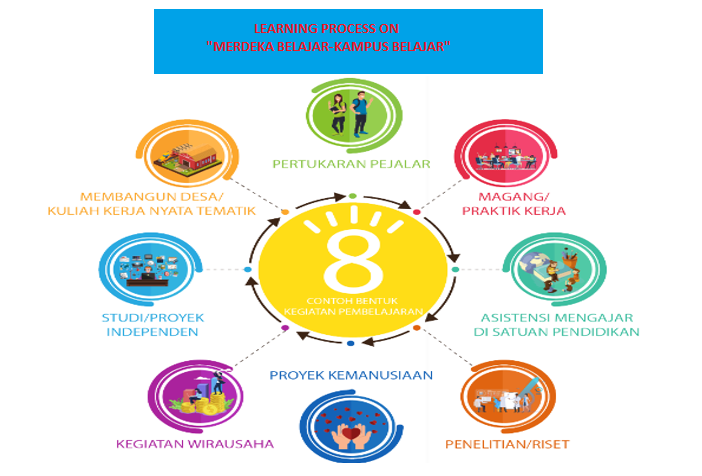 LEARNING PROCESS ON
"MERDEKA BELAJAR-KAMPUS BELAJAR"
PERTUKARAN PEJALAR
MEMBANGUN DESA/
KULIAH KERJA NYATA TEMATIK
MAGANG/
PRAKTIK KERJA
8
CONTOH BENTUK
KEGIATAN PEMBELAJARAN
STUDI/PROYEK
INDEPENDEN
ASISTENSI MENGAJAR
DI SATUAN PENDIDIKAN
PROYEK KEMANUSIAAN
KEGIATAN WIRAUSAHA
PENELITIAN/RISET